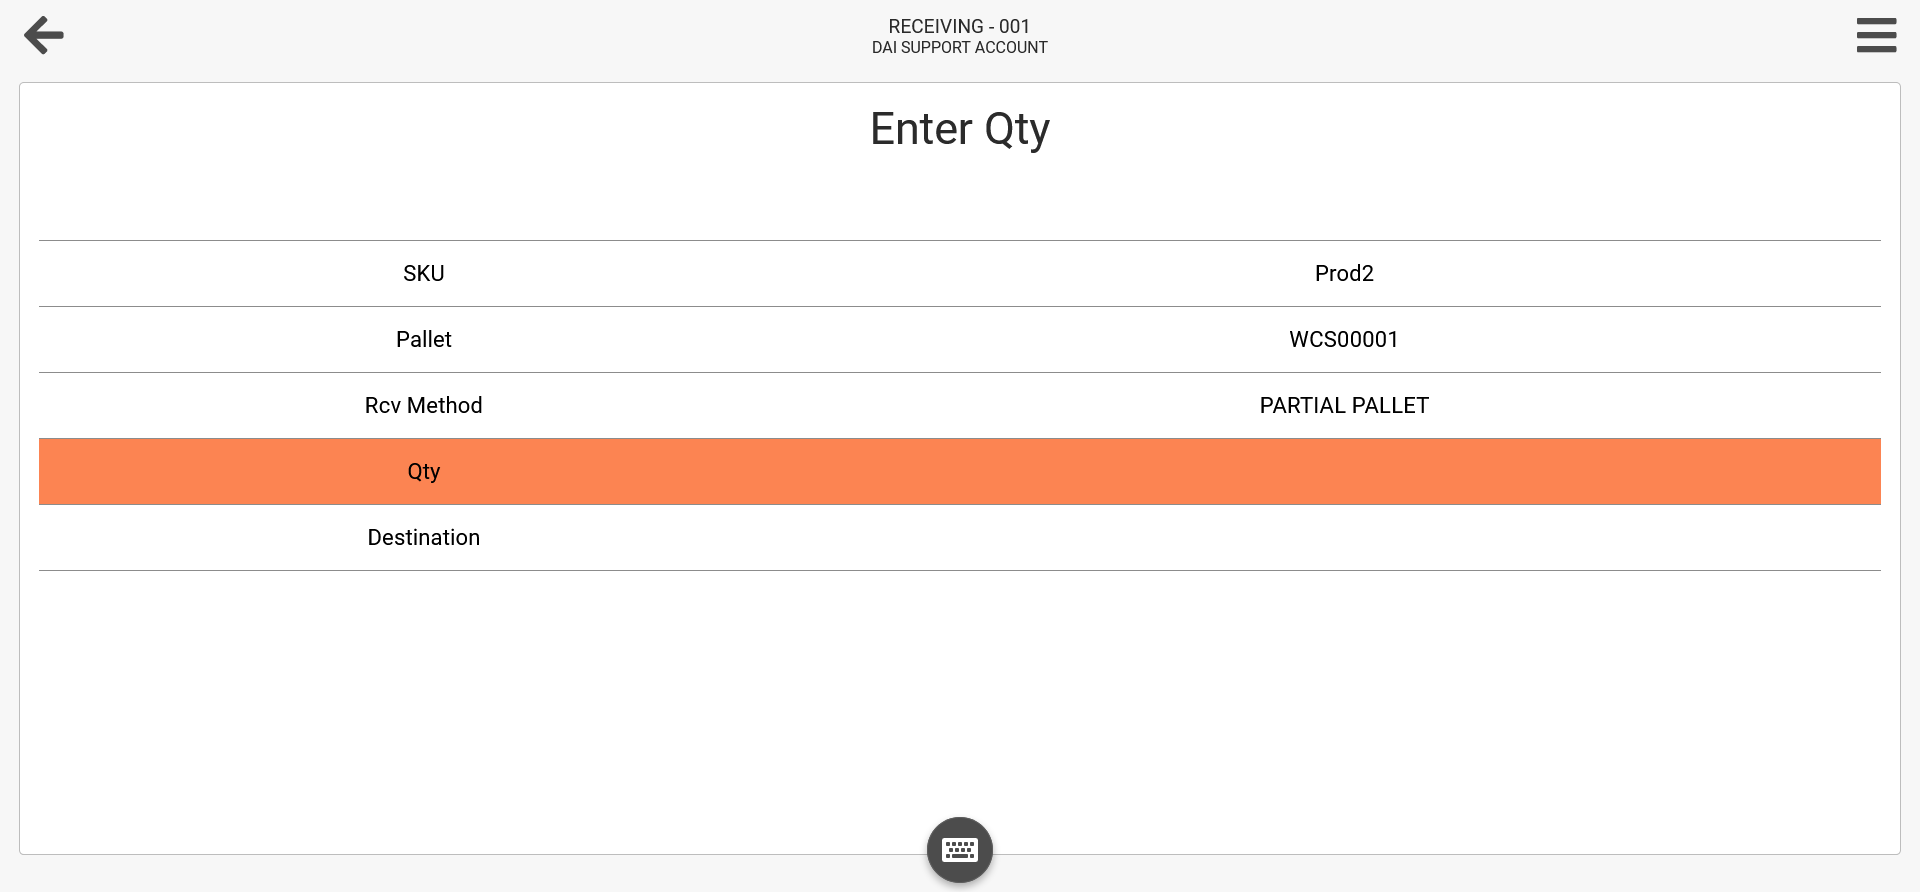 RECEIVING - 001
DAI SUPPORT ACCOUNT
Enter Qty
SKU Prod2
Pallet WCS00001
Rcv Method PARTIAL PALLET
Qty
Destination